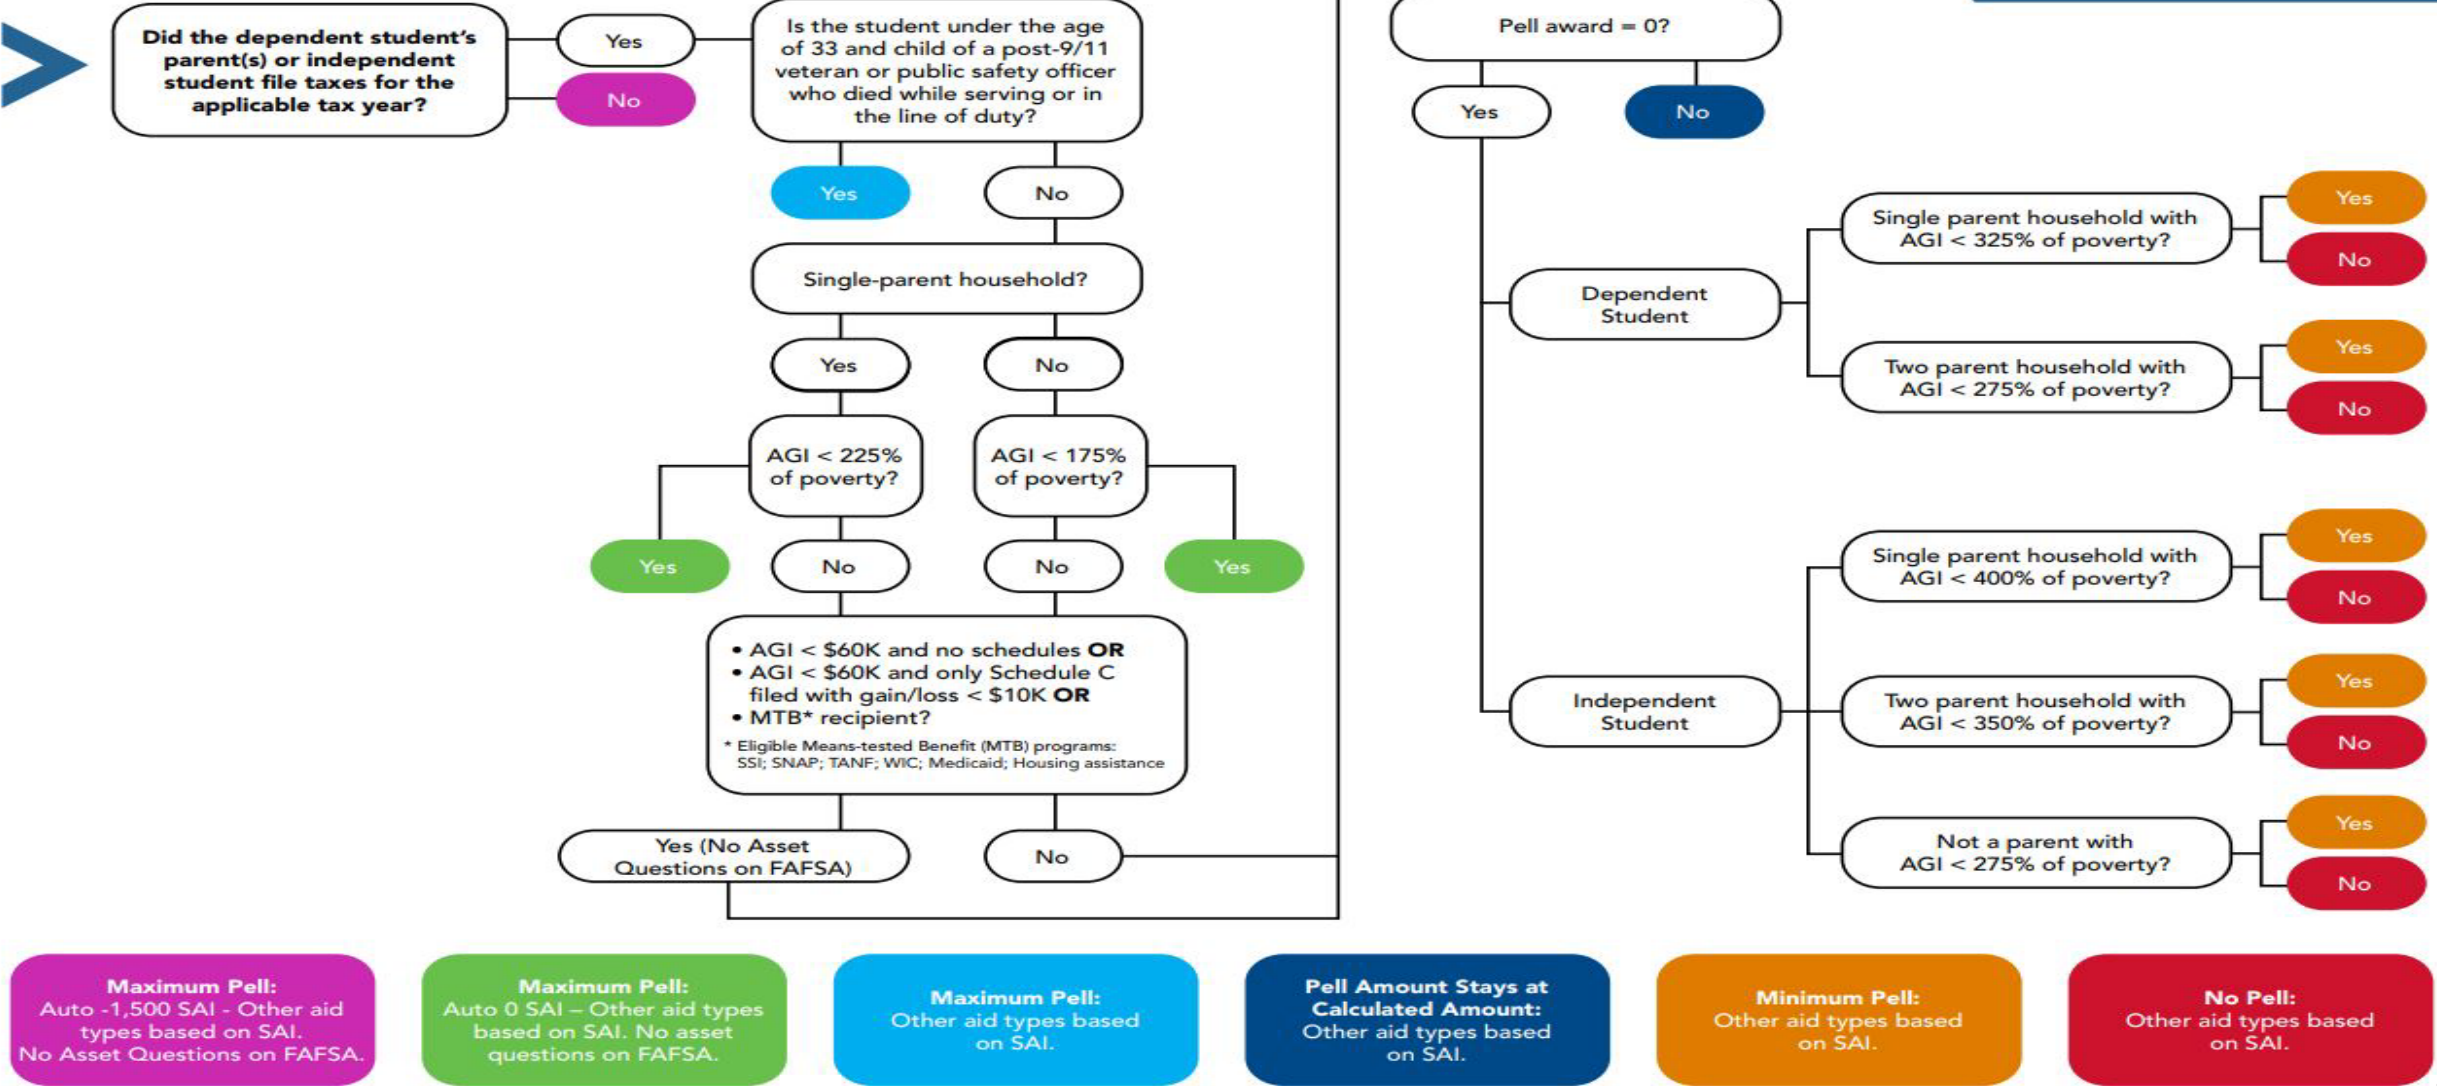 Did the dependent student's
parent(s) or independent
student file taxes for the
applicable tax year?
Yes
No
Is the student under the age
of 33 and child of a post-9/11
veteran or public safety officer
who died while serving or in
the line of duty?
Yes
No
Single-parent household?
Yes
No
AGI < 225%
of poverty?
AGI < 175%
of poverty?
Yes
No
No
Yes
• AGI < $60K and no schedules OR
• AGI < $60K and only Schedule C
filed with gain/loss < $10K OR
• MTB* recipient?
* Eligible Means-tested Benefit (MTB) programs:
SSI; SNAP; TANF; WIC; Medicaid; Housing assistance
Yes (No Asset
Questions on FAFSA)
No
Pell award = 0?
Yes
No
Dependent
Student
Single parent household with
AGI < 325% of poverty?
Yes
No
Two parent household with
AGI < 275% of poverty?
Yes
No
Independent
Student
Single parent household with
AGI < 400% of poverty?
Yes
No
Two parent household with
AGI < 350% of poverty?
Yes
No
Not a parent with
AGI < 275% of poverty?
Yes
No
Maximum Pell:
Auto -1,500 SAI - Other aid
types based on SAI.
No Asset Questions on FAFSA.
Maximum Pell:
Auto 0 SAI – Other aid types
based on SAI. No asset
questions on FAFSA.
Maximum Pell:
Other aid types based
on SAI.
Pell Amount Stays at
Calculated Amount:
Other aid types based
on SAI.
Minimum Pell:
Other aid types based
on SAI.
No Pell:
Other aid types based
on SAI.